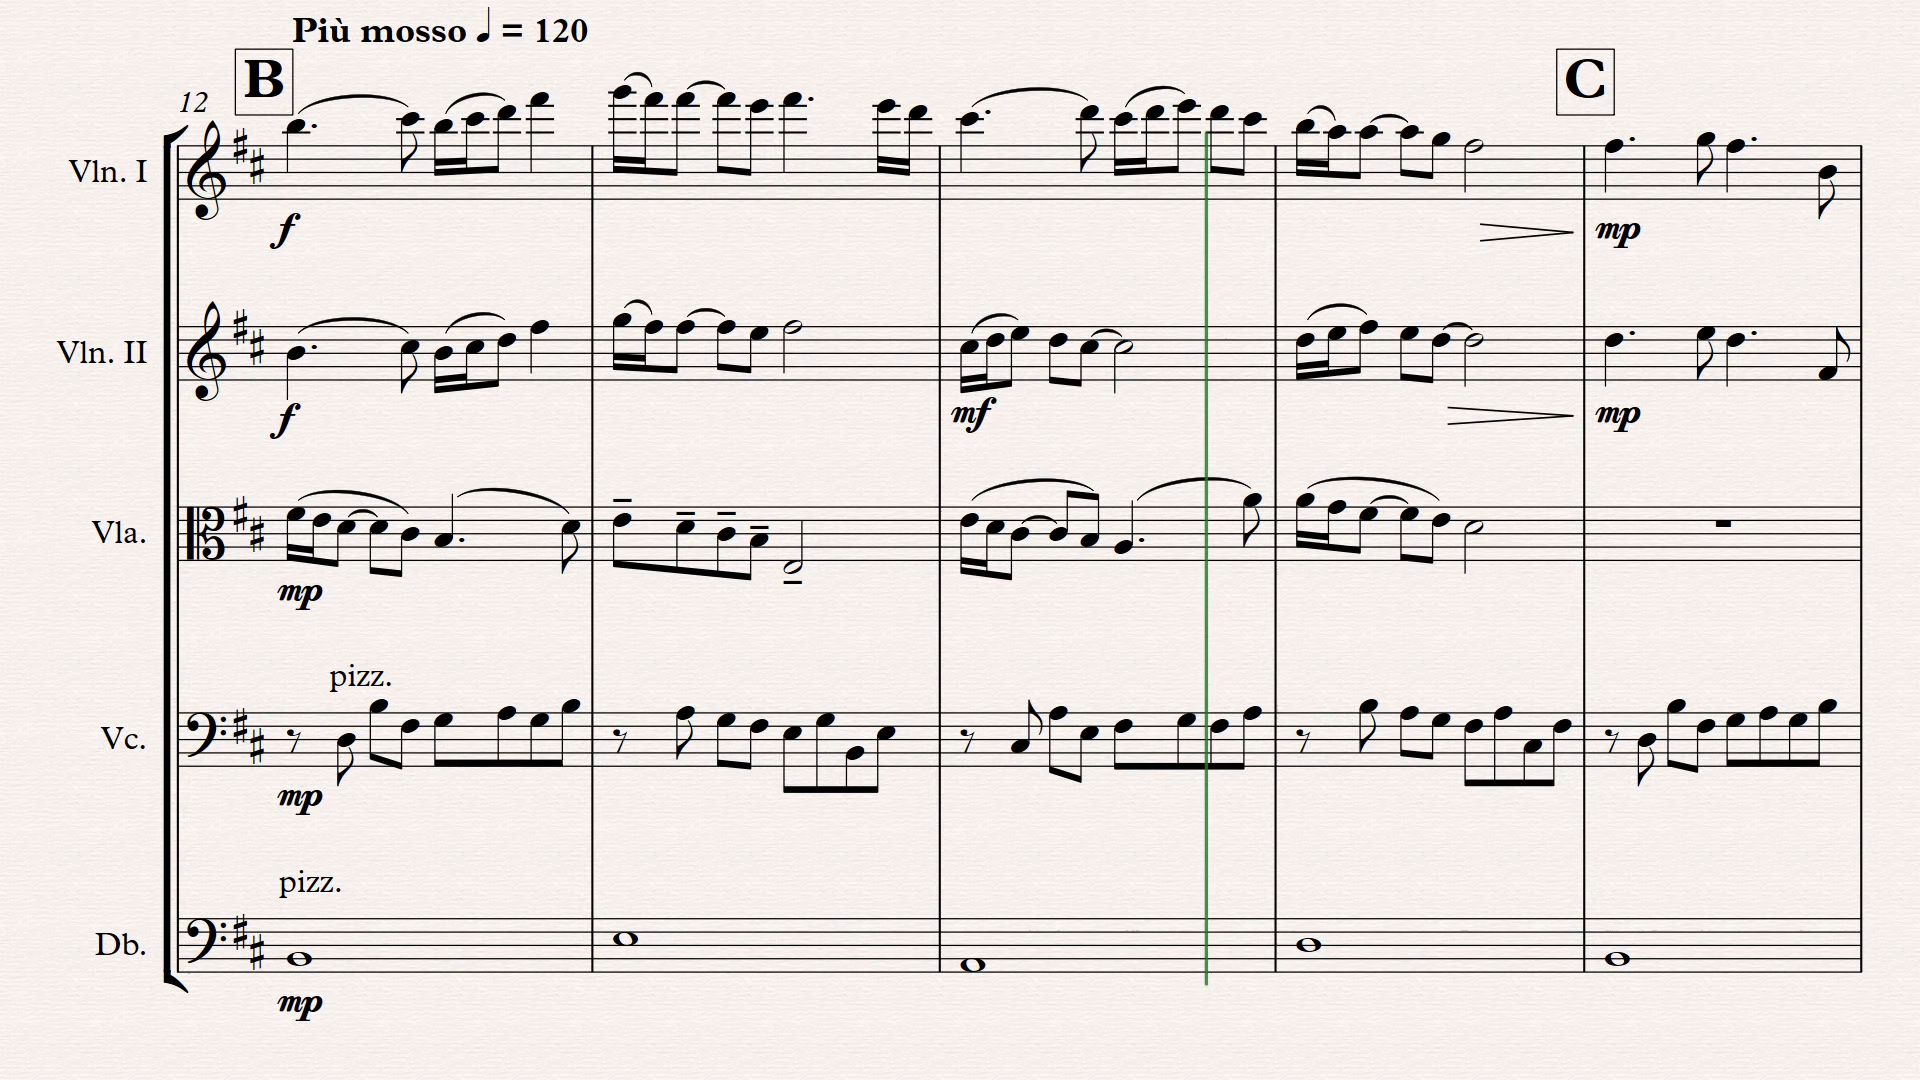 Più mosso ♩ = 120
B
C
12
Vln. I
f
mp
Vln. II
f
mf
mp
Vla.
mp
pizz.
Vc.
mp
pizz.
Db.
mp